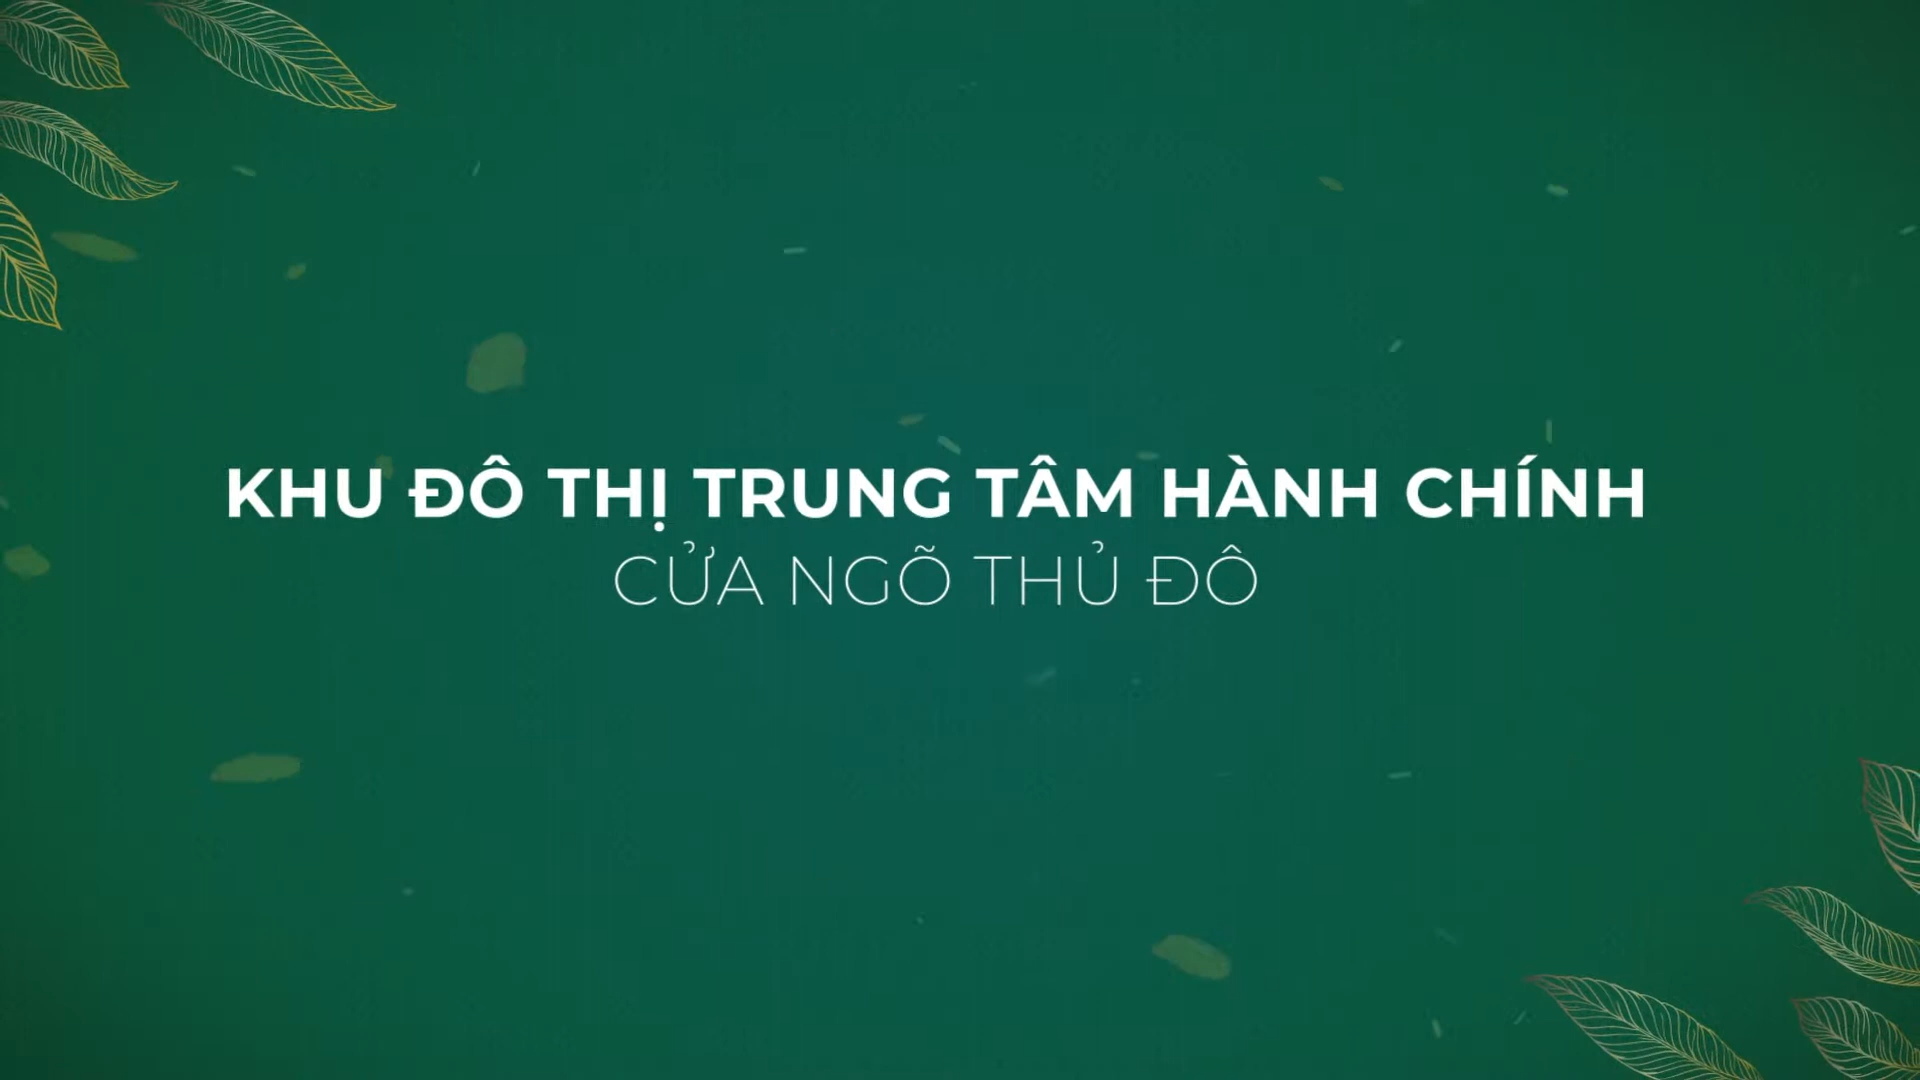 KHU ĐÔ THỊ TRUNG TÂM HÀNH CHÍNH
CỬA NGÕ THỦ ĐÔ